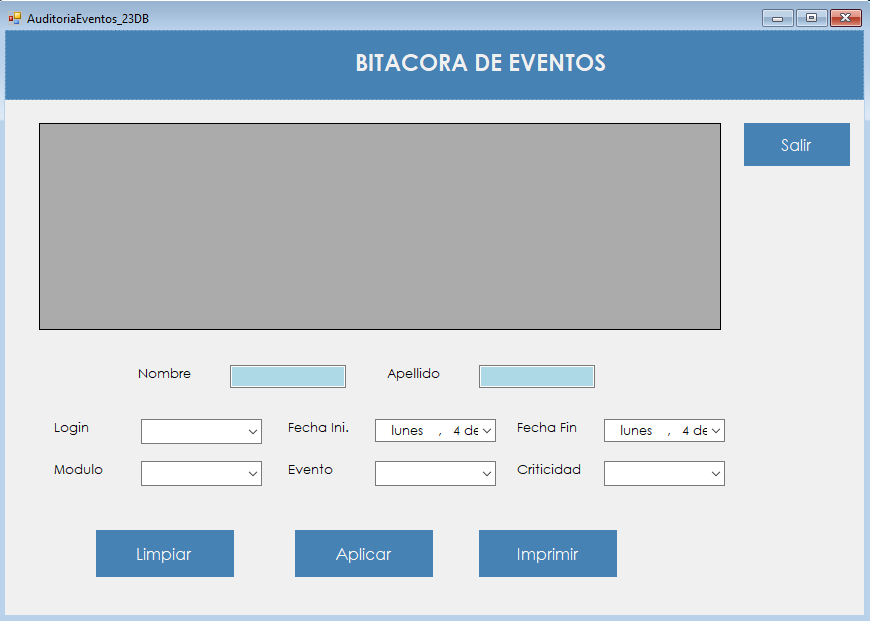 AuditoriaEventos_23DB
BITACORA DE EVENTOS
Salir
Nombre
Apellido
Login
Fecha Ini.
lunes , 4 de
Fecha Fin
lunes , 4 de
Modulo
Evento
Criticidad
Limpiar
Aplicar
Imprimir